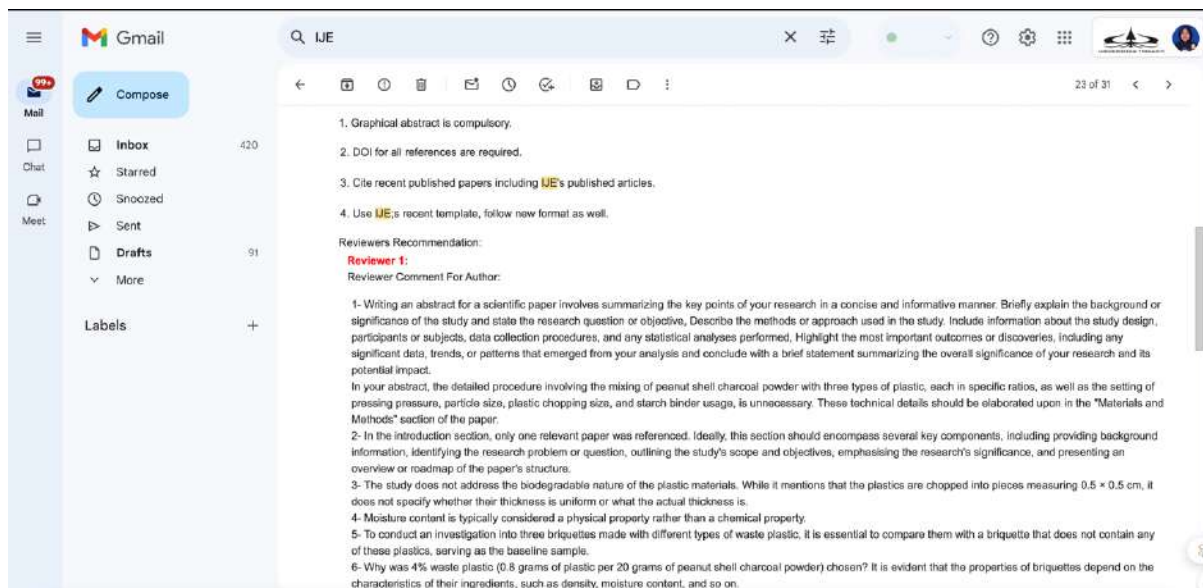 Gmail
IJE
99+
Compose
23 of 31
Mail
Chat
Meet
Inbox 420
Starred
Snoozed
Sent
Drafts 91
More
Labels
1. Graphical abstract is compulsory.
2. DOI for all references are required.
3. Cite recent published papers including IJE's published articles.
4. Use IJE;s recent template, follow new format as well.
Reviewers Recommendation:
Reviewer 1:
Reviewer Comment For Author:
1- Writing an abstract for a scientific paper involves summarizing the key points of your research in a concise and informative manner. Briefly explain the background or
significance of the study and state the research question or objective, Describe the methods or approach used in the study. Include information about the study design,
participants or subjects, data collection procedures, and any statistical analyses performed, Highlight the most important outcomes or discoveries, including any
significant data, trends, or patterns that emerged from your analysis and conclude with a brief statement summarizing the overall significance of your research and its
potential impact.
In your abstract, the detailed procedure involving the mixing of peanut shell charcoal powder with three types of plastic, each in specific ratios, as well as the setting of
pressing pressure, particle size, plastic chopping size, and starch binder usage, is unnecessary. These technical details should be elaborated upon in the "Materials and
Methods" section of the paper.
2- In the introduction section, only one relevant paper was referenced. Ideally, this section should encompass several key components, including providing background
information, identifying the research problem or question, outlining the study's scope and objectives, emphasising the research's significance, and presenting an
overview or roadmap of the paper's structure.
3- The study does not address the biodegradable nature of the plastic materials. While it mentions that the plastics are chopped into pieces measuring 0.5 × 0.5 cm, it
does not specify whether their thickness is uniform or what the actual thickness is.
4- Moisture content is typically considered a physical property rather than a chemical property.
5- To conduct an investigation into three briquettes made with different types of waste plastic, it is essential to compare them with a briquette that does not contain any
of these plastics, serving as the baseline sample.
6- Why was 4% waste plastic (0.8 grams of plastic per 20 grams of peanut shell charcoal powder) chosen? It is evident that the properties of briquettes depend on the
characteristics of their ingredients, such as density, moisture content, and so on.